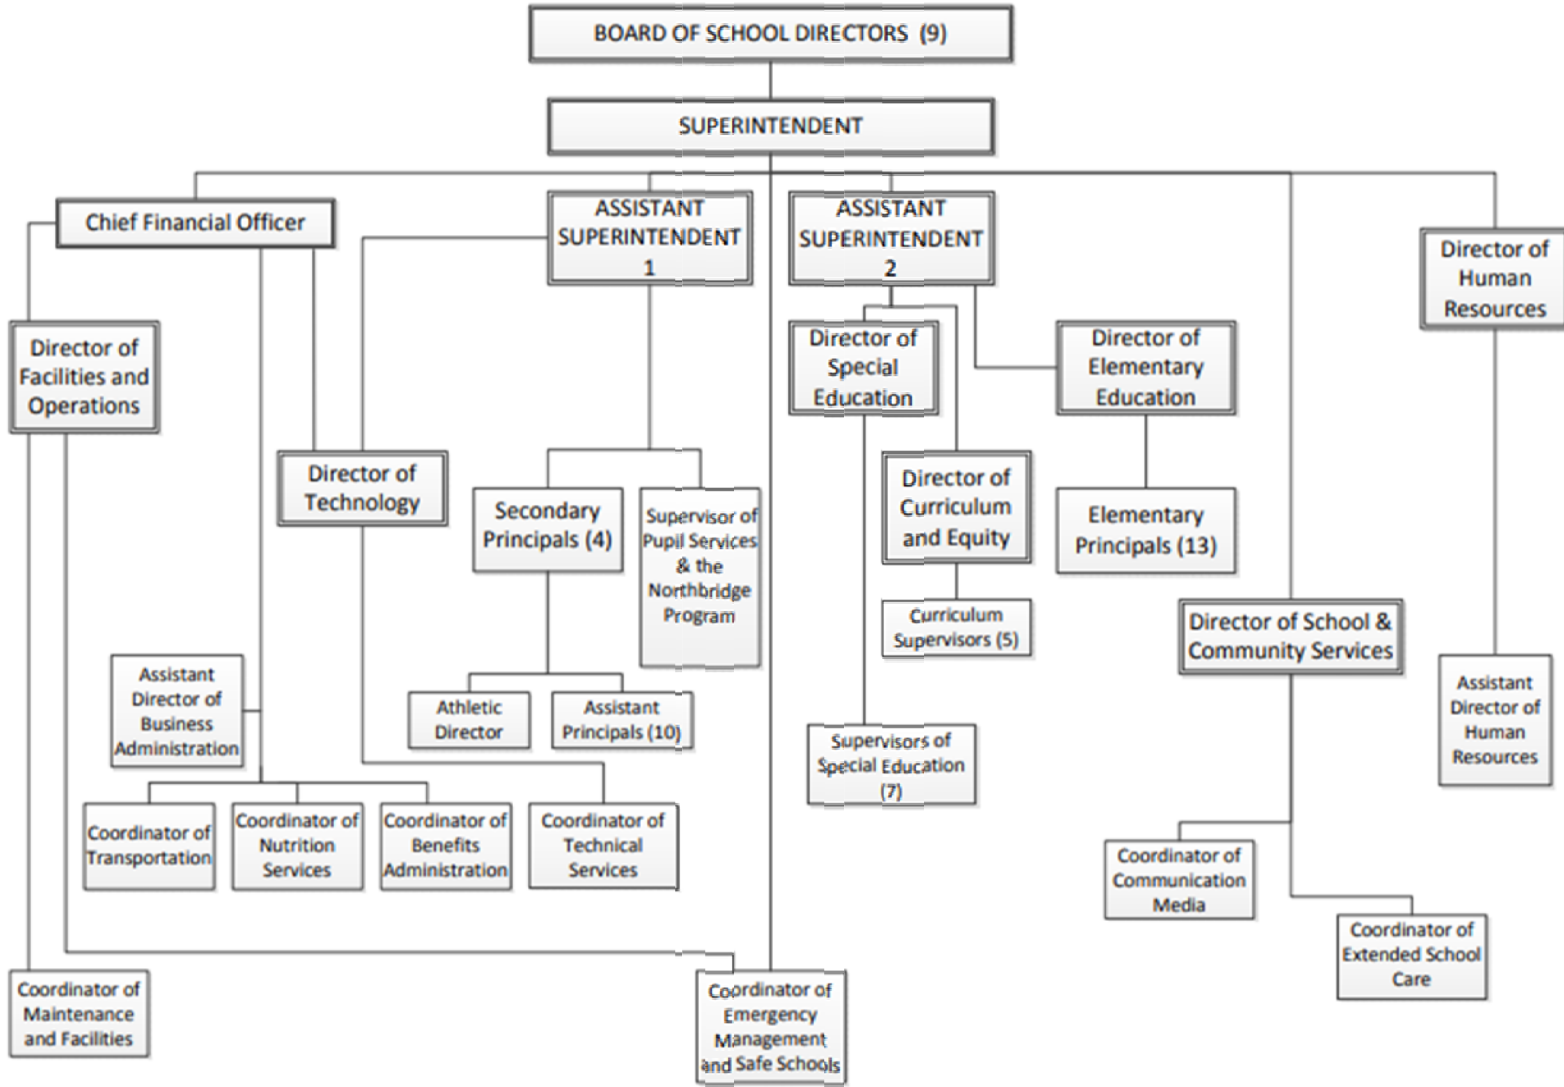 BOARD OF SCHOOL DIRECTORS (9)
SUPERINTENDENT
Chief Financial Officer
ASSISTANT
SUPERINTENDENT
1
ASSISTANT
SUPERINTENDENT
2
Director of
Human
Resources
Director of
Facilities and
Operations
Director of
Special
Education
Director of
Elementary
Education
Director of
Technology
Secondary
Principals (4)
Supervisor of
Pupil Services
& the
Northbridge
Program
Director of
Curriculum
and Equity
Elementary
Principals (13)
Curriculum
Supervisors (5)
Director of School &
Community Services
Assistant
Director of
Business
Administration
Athletic
Director
Assistant
Principals (10)
Assistant
Director of
Human
Resources
Supervisors of
Special Education
(7)
Coordinator of
Transportation
Coordinator of
Nutrition
Services
Coordinator of
Benefits
Administration
Coordinator of
Technical
Services
Coordinator of
Communication
Media
Coordinator of
Extended School
Care
Coordinator of
Maintenance
and Facilities
Coordinator of
Emergency
Management
and Safe Schools